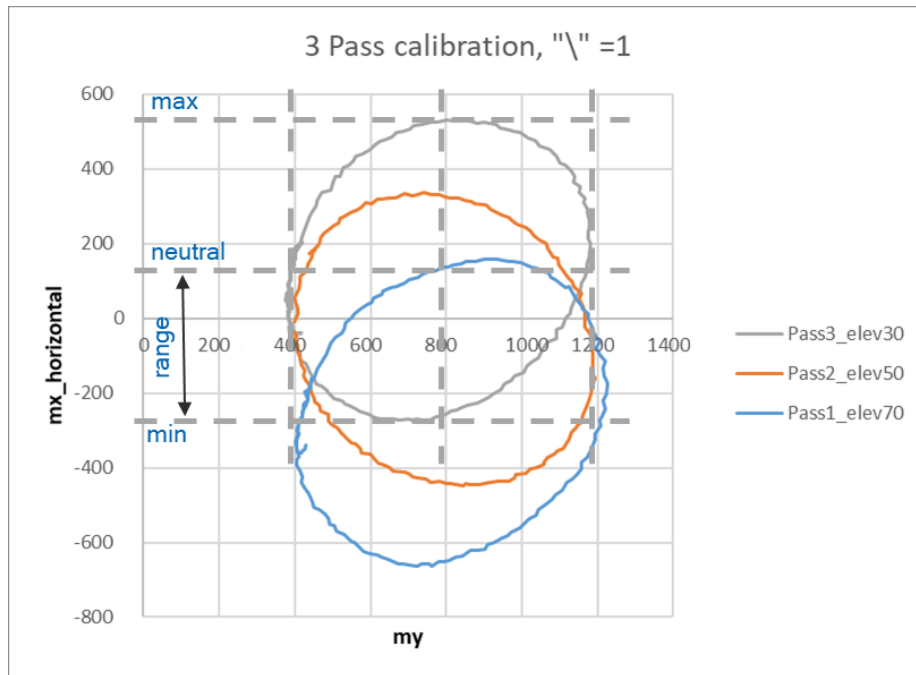 3 Pass calibration, "\" =1
600
max
400
200
neutral
0
0 200 400 600 800 1000 1200 1400
range
-200
min
-400
-600
-800
mx_horizontal
my
Pass3_elev30
Pass2_elev50
Pass1_elev70